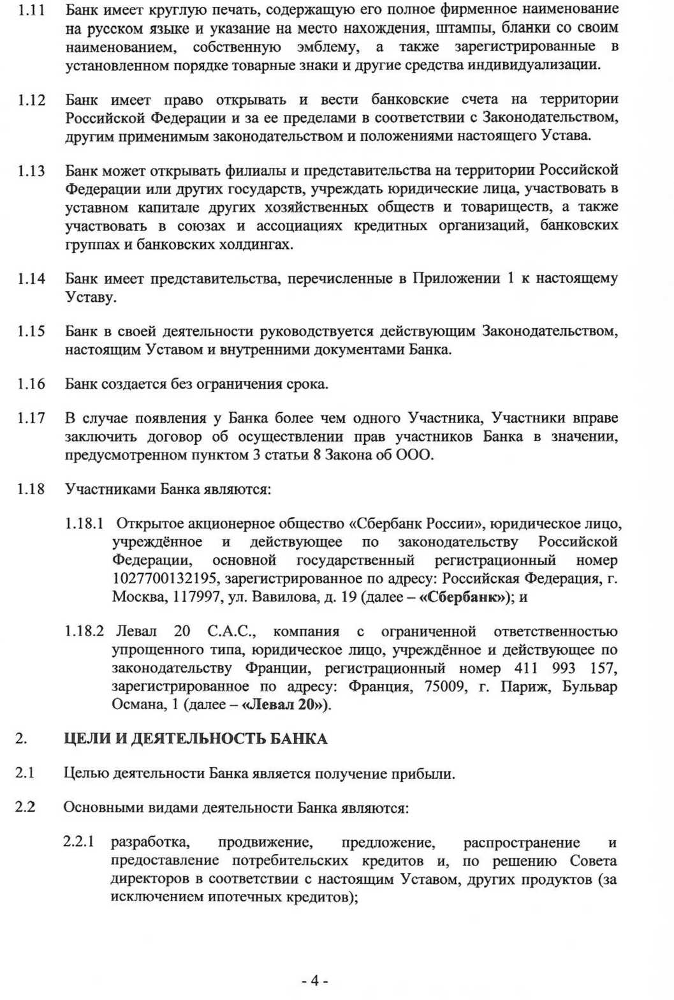 1.11 Банк имеет круглую печать, содержащую его полное фирменное наименование
на русском языке и указание на место нахождения, штампы, бланки со своим
наименованием, собственную эмблему, а также зарегистрированные в
установленном порядке товарные знаки и другие средства индивидуализации.
1.12 Банк имеет право открывать и вести банковские счета на территории
Российской Федерации и за ее пределами в соответствии с Законодательством,
другим применимым законодательством и положениями настоящего Устава.
1.13 Банк может открывать филиалы и представительства на территории Российской
Федерации или других государств, учреждать юридические лица, участвовать в
уставном капитале других хозяйственных обществ и товариществ, а также
участвовать в союзах и ассоциациях кредитных организаций, банковских
группах и банковских холдингах.
1.14 Банк имеет представительства, перечисленные в Приложении 1 к настоящему
Уставу.
1.15 Банк в своей деятельности руководствуется действующим Законодательством,
настоящим Уставом и внутренними документами Банка.
1.16 Банк создается без ограничения срока.
1.17 В случае появления у Банка более чем одного Участника, Участники вправе
заключить договор об осуществлении прав участников Банка в значении,
предусмотренном пунктом 3 статьи 8 Закона об ООО.
1.18 Участниками Банка являются:
1.18.1 Открытое акционерное общество «Сбербанк России», юридическое лицо,
учреждённое и действующее по законодательству Российской
Федерации, основной государственный регистрационный номер
1027700132195, зарегистрированное по адресу: Российская Федерация, г.
Москва, 117997, ул. Вавилова, д. 19 (далее – «Сбербанк»); и
1.18.2 Левал 20 С.А.С., компания с ограниченной ответственностью
упрощенного типа, юридическое лицо, учреждённое и действующее по
законодательству Франции, регистрационный номер 411 993 157,
зарегистрированное по адресу: Франция, 75009, г. Париж, Бульвар
Османа, 1 (далее – «Левал 20»).
2. ЦЕЛИ И ДЕЯТЕЛЬНОСТЬ БАНКА
2.1 Целью деятельности Банка является получение прибыли.
2.2 Основными видами деятельности Банка являются:
2.2.1 разработка, продвижение, предложение, распространение и
предоставление потребительских кредитов и, по решению Совета
директоров в соответствии с настоящим Уставом, других продуктов (за
исключением ипотечных кредитов);
- 4 -